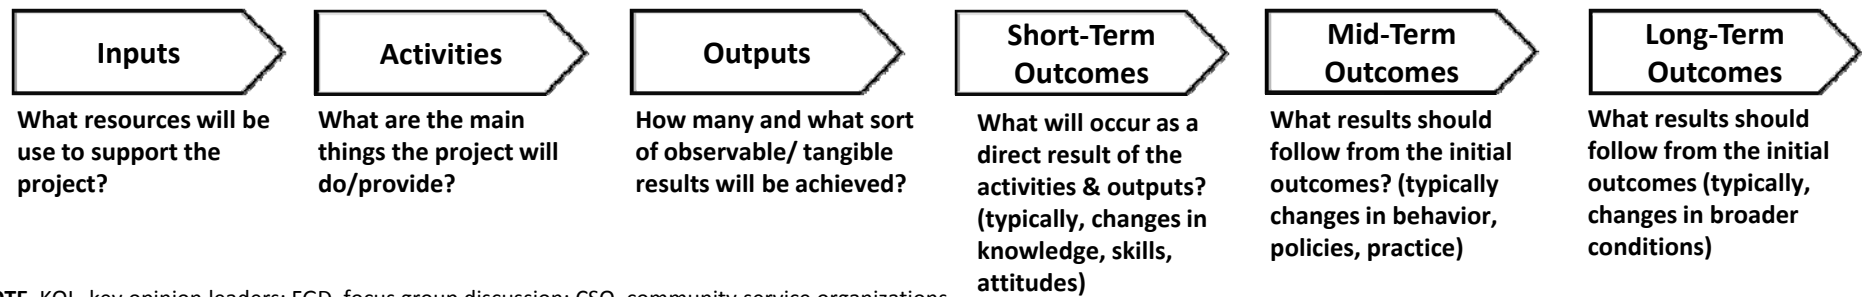 Inputs
What resources will be
use to support the
project?
Activities
What are the main
things the project will
do/provide?
Outputs
How many and what sort
of observable/ tangible
results will be achieved?
Short-Term
Outcomes
What will occur as a
direct result of the
activities & outputs?
(typically, changes in
knowledge, skills,
attitudes)
Mid-Term
Outcomes
What results should
follow from the initial
outcomes? (typically
changes in behavior,
policies, practice)
Long-Term
Outcomes
What results should
follow from the initial
outcomes (typically,
changes in broader
conditions)
KOL, key opinion leaders; FGD, focus group discussion; CSO, community service organizations